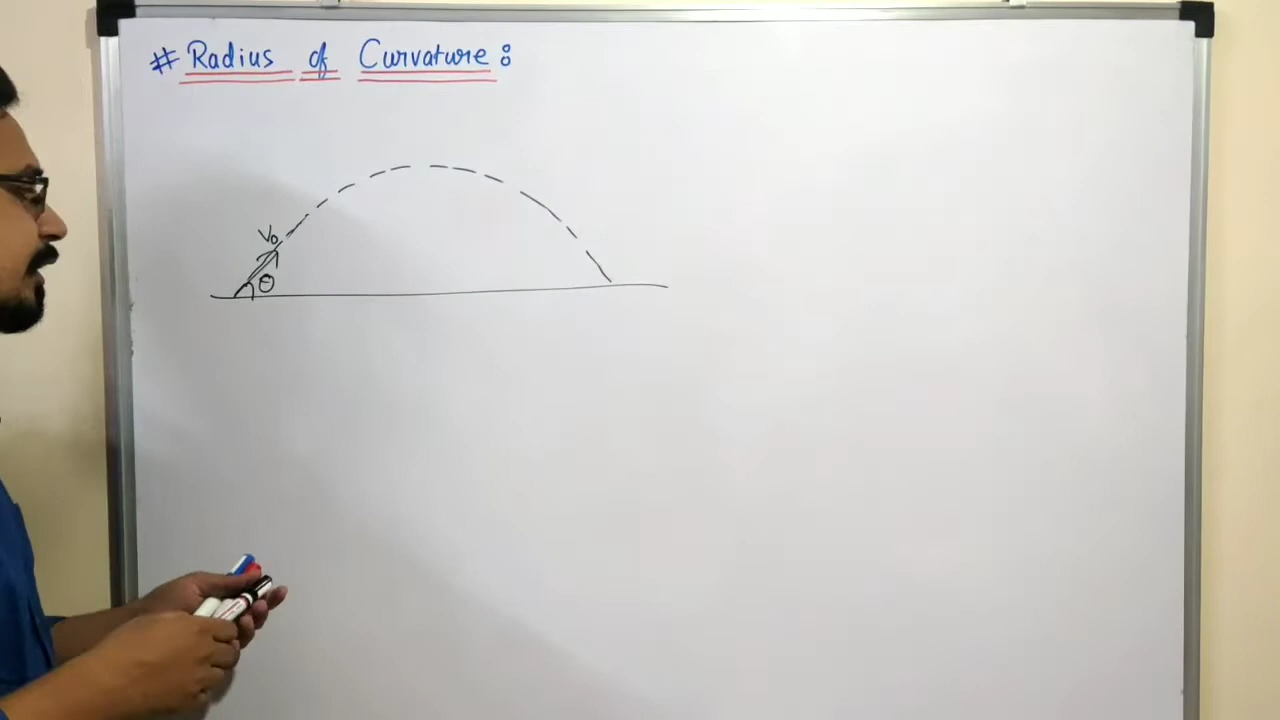 # Radius of Curvature :
V₀
θ